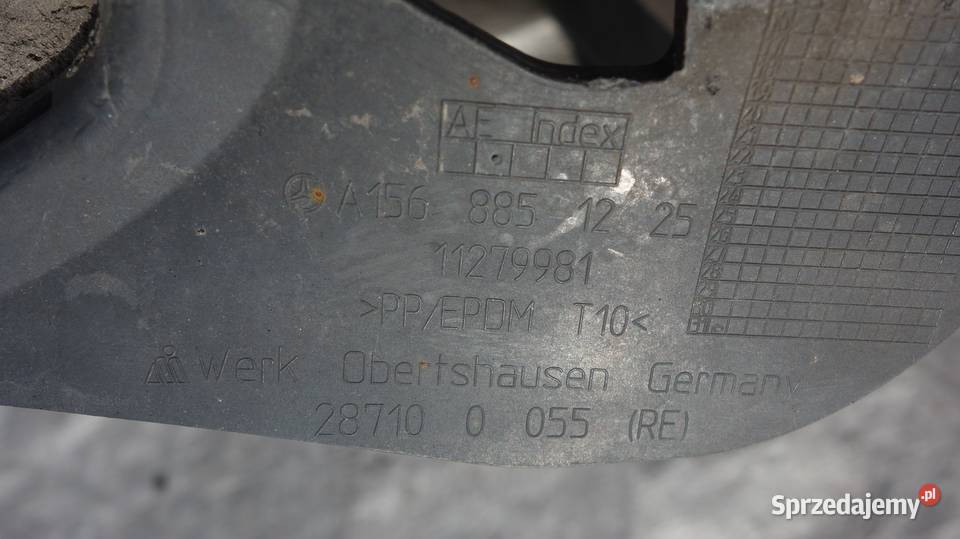 AE Index
A156 885 12 25
11279981
>PP/EPDM T10<
Werk Obertshausen Germany
28710 0 055 (RE)
Sprzedajemy.pl